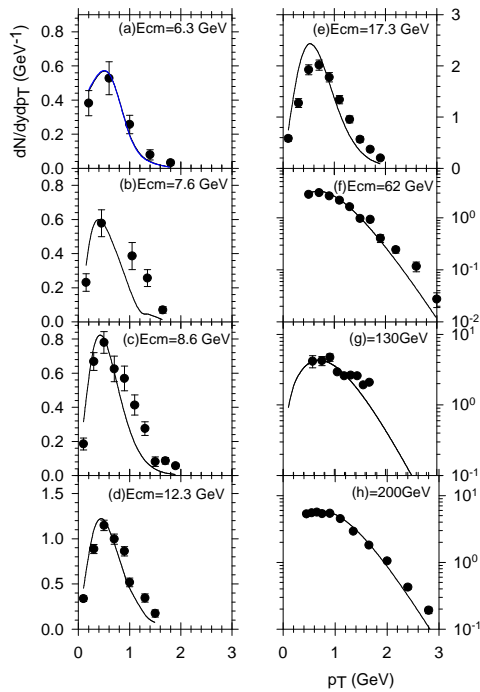 dN/dydpT (GeV-1)
(a)Ecm=6.3 GeV
0.8
0.6
0.4
0.2
0.0
(b)Ecm=7.6 GeV
0.8
0.6
0.4
0.2
0.0
(c)Ecm=8.6 GeV
0.8
0.6
0.4
0.2
0.0
(d)Ecm=12.3 GeV
1.5
1.0
0.5
0.0
0 1 2 3
(e)Ecm=17.3 GeV
3
2
1
0
(f)Ecm=62 GeV
10^0
10^-1
10^-2
(g)=130GeV
10^1
10^0
10^-1
(h)=200GeV
10^1
10^0
10^-1
0 1 2 3
pT (GeV)